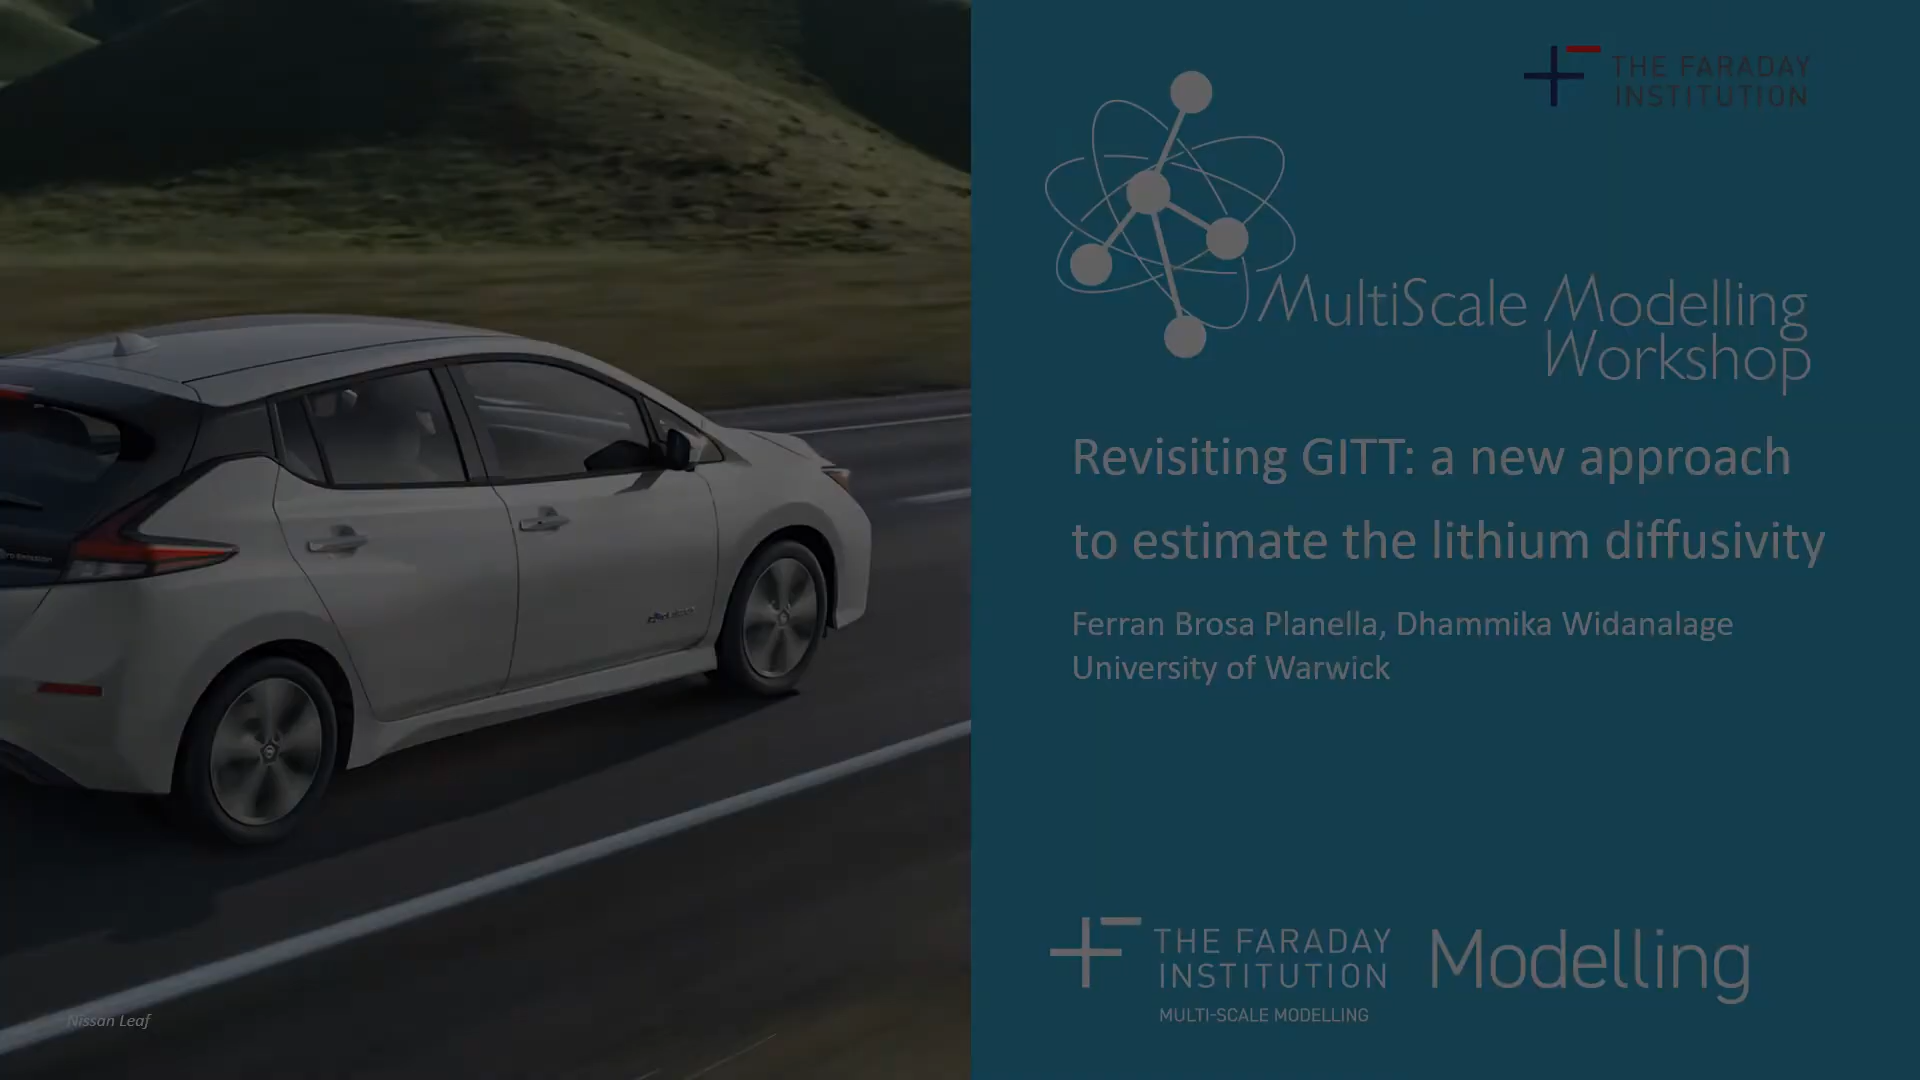 THE FARADAY
INSTITUTION
MultiScale Modelling
Workshop
Revisiting GITT: a new approach
to estimate the lithium diffusivity
Ferran Brosa Planella, Dhammika Widanalage
University of Warwick
THE FARADAY
INSTITUTION
MULTI-SCALE MODELLING
Modelling
Nissan Leaf